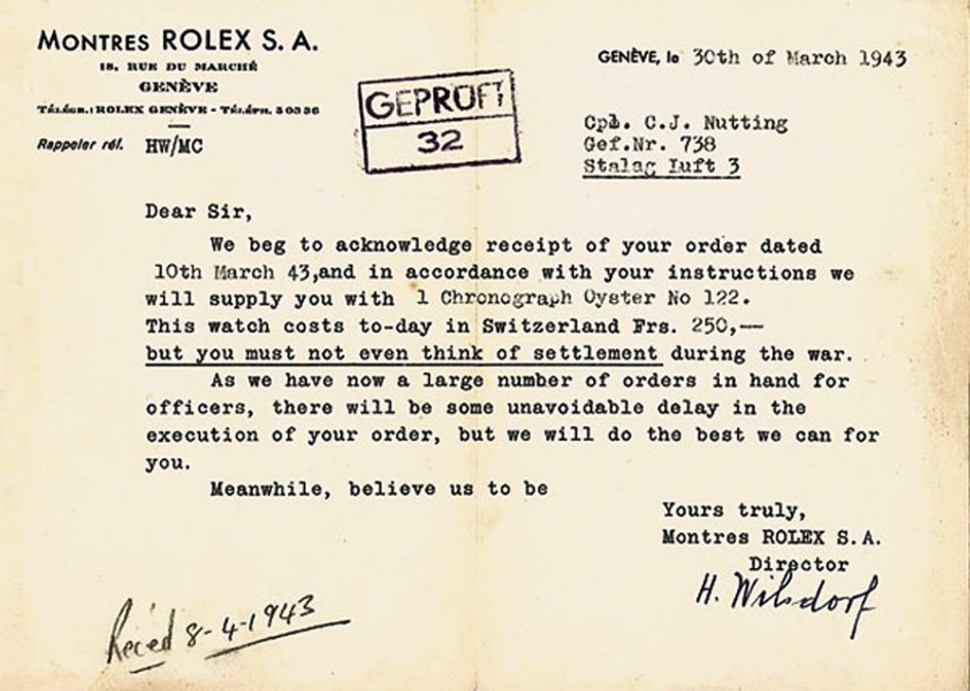 MONTRES ROLEX S. A.
18, RUE DU MARCHÉ
GENÈVE
TÉLÉGR.: ROLEX GENÈVE - TÉLÉPH. 50336
Rappeler réf. HW/MC
GEPRÜFT
32
GENÈVE, le 30th of March 1943
Cpl. C.J. Nutting
Gef.Nr. 738
Stalag Luft 3
Dear Sir,
We beg to acknowledge receipt of your order dated
10th March 43,and in accordance with your instructions we
will supply you with 1 Chronograph Oyster No 122.
This watch costs to-day in Switzerland Frs. 250,—
but you must not even think of settlement during the war.
As we have now a large number of orders in hand for
officers, there will be some unavoidable delay in the
execution of your order, but we will do the best we can for
you.
Meanwhile, believe us to be
Yours truly,
Montres ROLEX S.A.
Director
H. Wilsdorf
Reced 8-4-1943